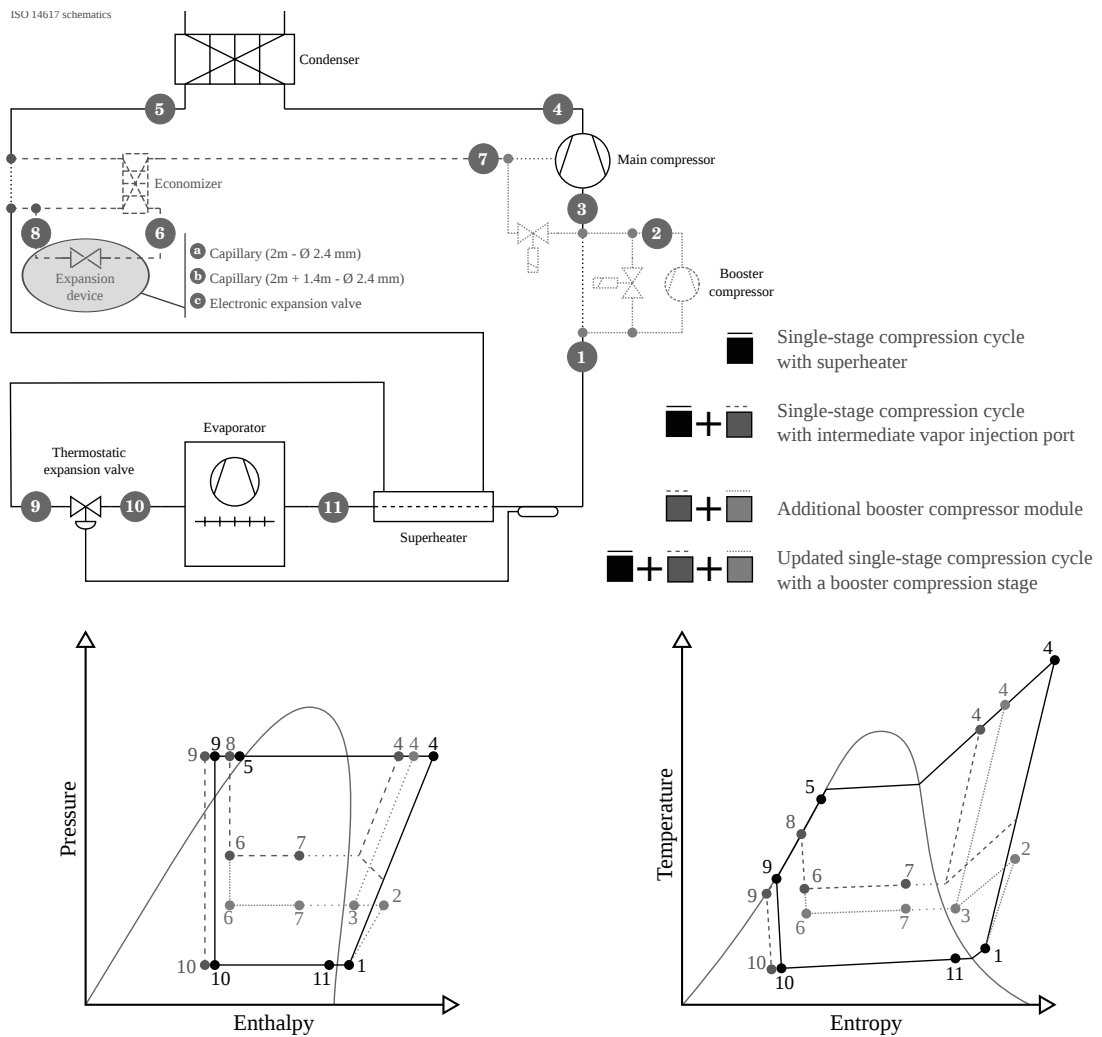 ISO 14617 schematics
Condenser
5
4
7
Main compressor
Economizer
3
8
6
2
a Capillary (2m - Ø 2.4 mm)
b Capillary (2m + 1.4m - Ø 2.4 mm)
c Electronic expansion valve
Expansion
device
Booster
compressor
1
Single-stage compression cycle
with superheater
Single-stage compression cycle
with intermediate vapor injection port
Evaporator
Thermostatic
expansion valve
9
10
11
Superheater
Additional booster compressor module
Updated single-stage compression cycle
with a booster compression stage
Pressure
9
9
8
5
4
4
4
6
7
6
7
3
2
10
10
11
1
Enthalpy
Temperature
4
4
4
5
8
9
9
6
7
6
7
3
2
10
10
11
1
Entropy